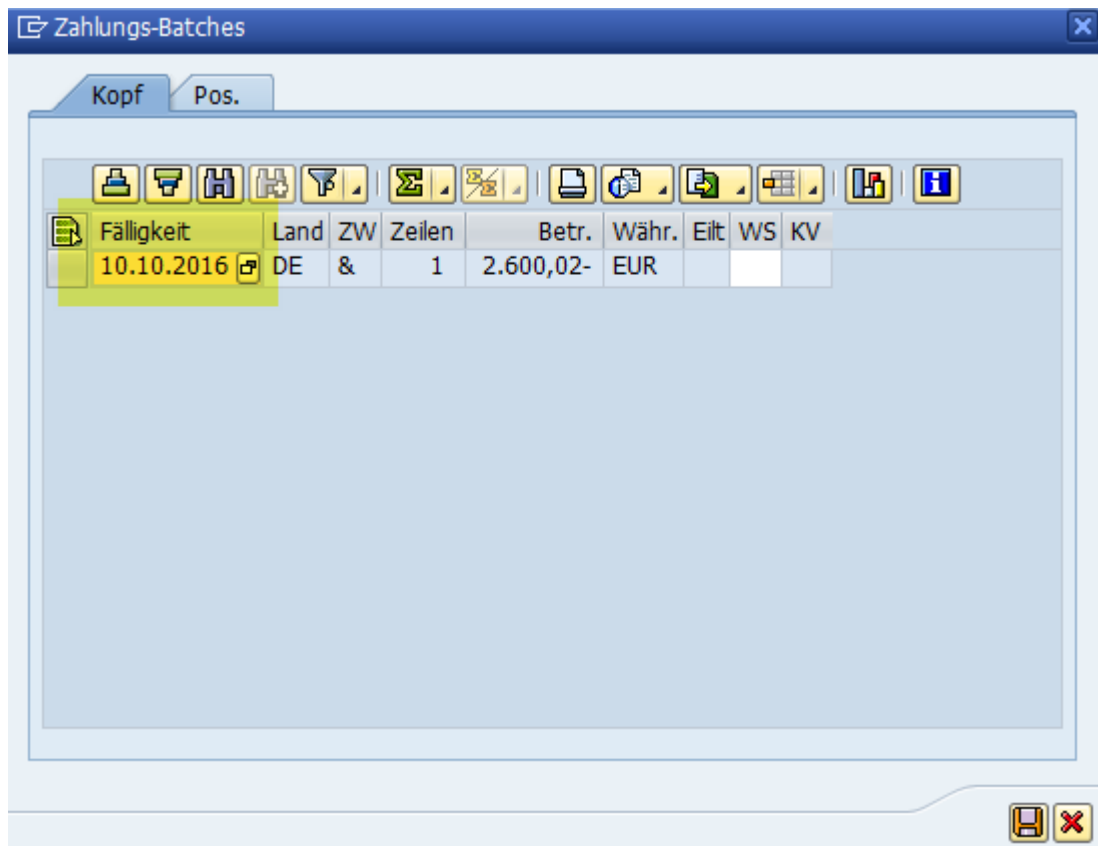 Zahlungs-Batches
Kopf Pos.
Fälligkeit Land ZW Zeilen Betr. Währ. Eilt WS KV
10.10.2016 DE & 1 2.600,02- EUR